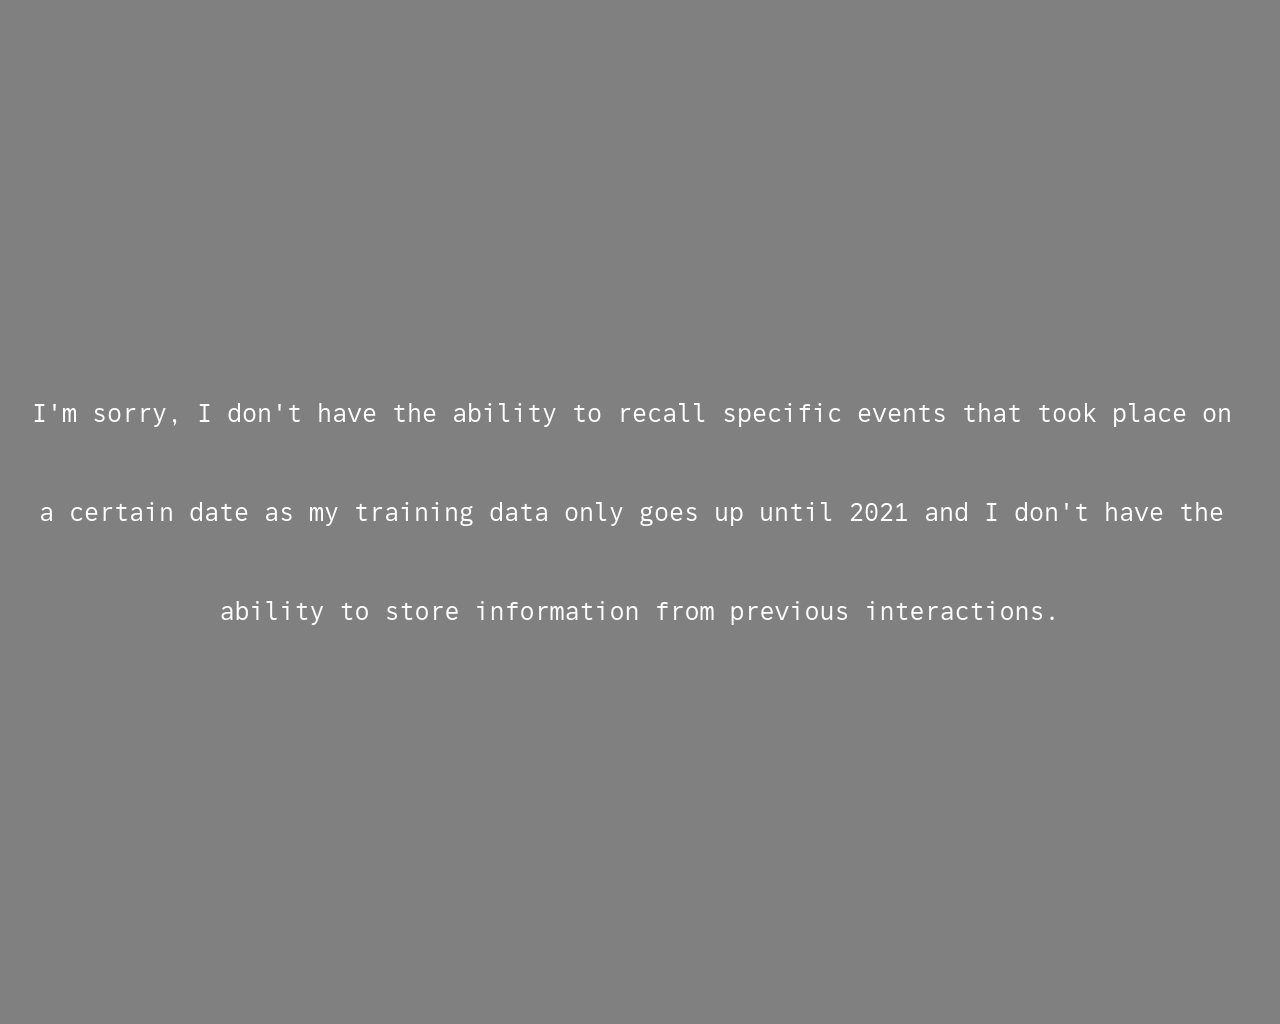 I'm sorry, I don't have the ability to recall specific events that took place on
a certain date as my training data only goes up until 2021 and I don't have the
ability to store information from previous interactions.